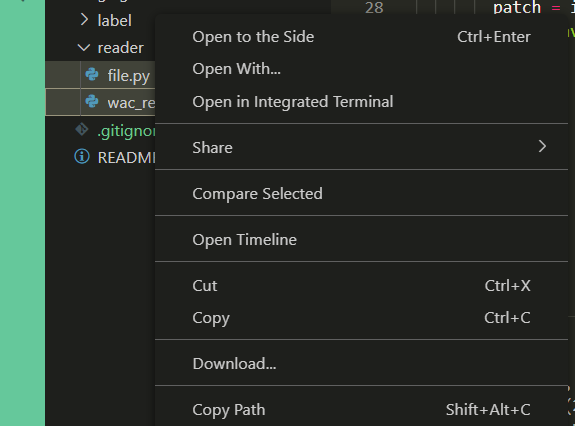 label
28
patch = i
reader
Open to the Side Ctrl+Enter
Open With...
file.py
Open in Integrated Terminal
wac_re
.gitignor
Share
README
Compare Selected
Open Timeline
Cut Ctrl+X
Copy Ctrl+C
Download...
Copy Path Shift+Alt+C